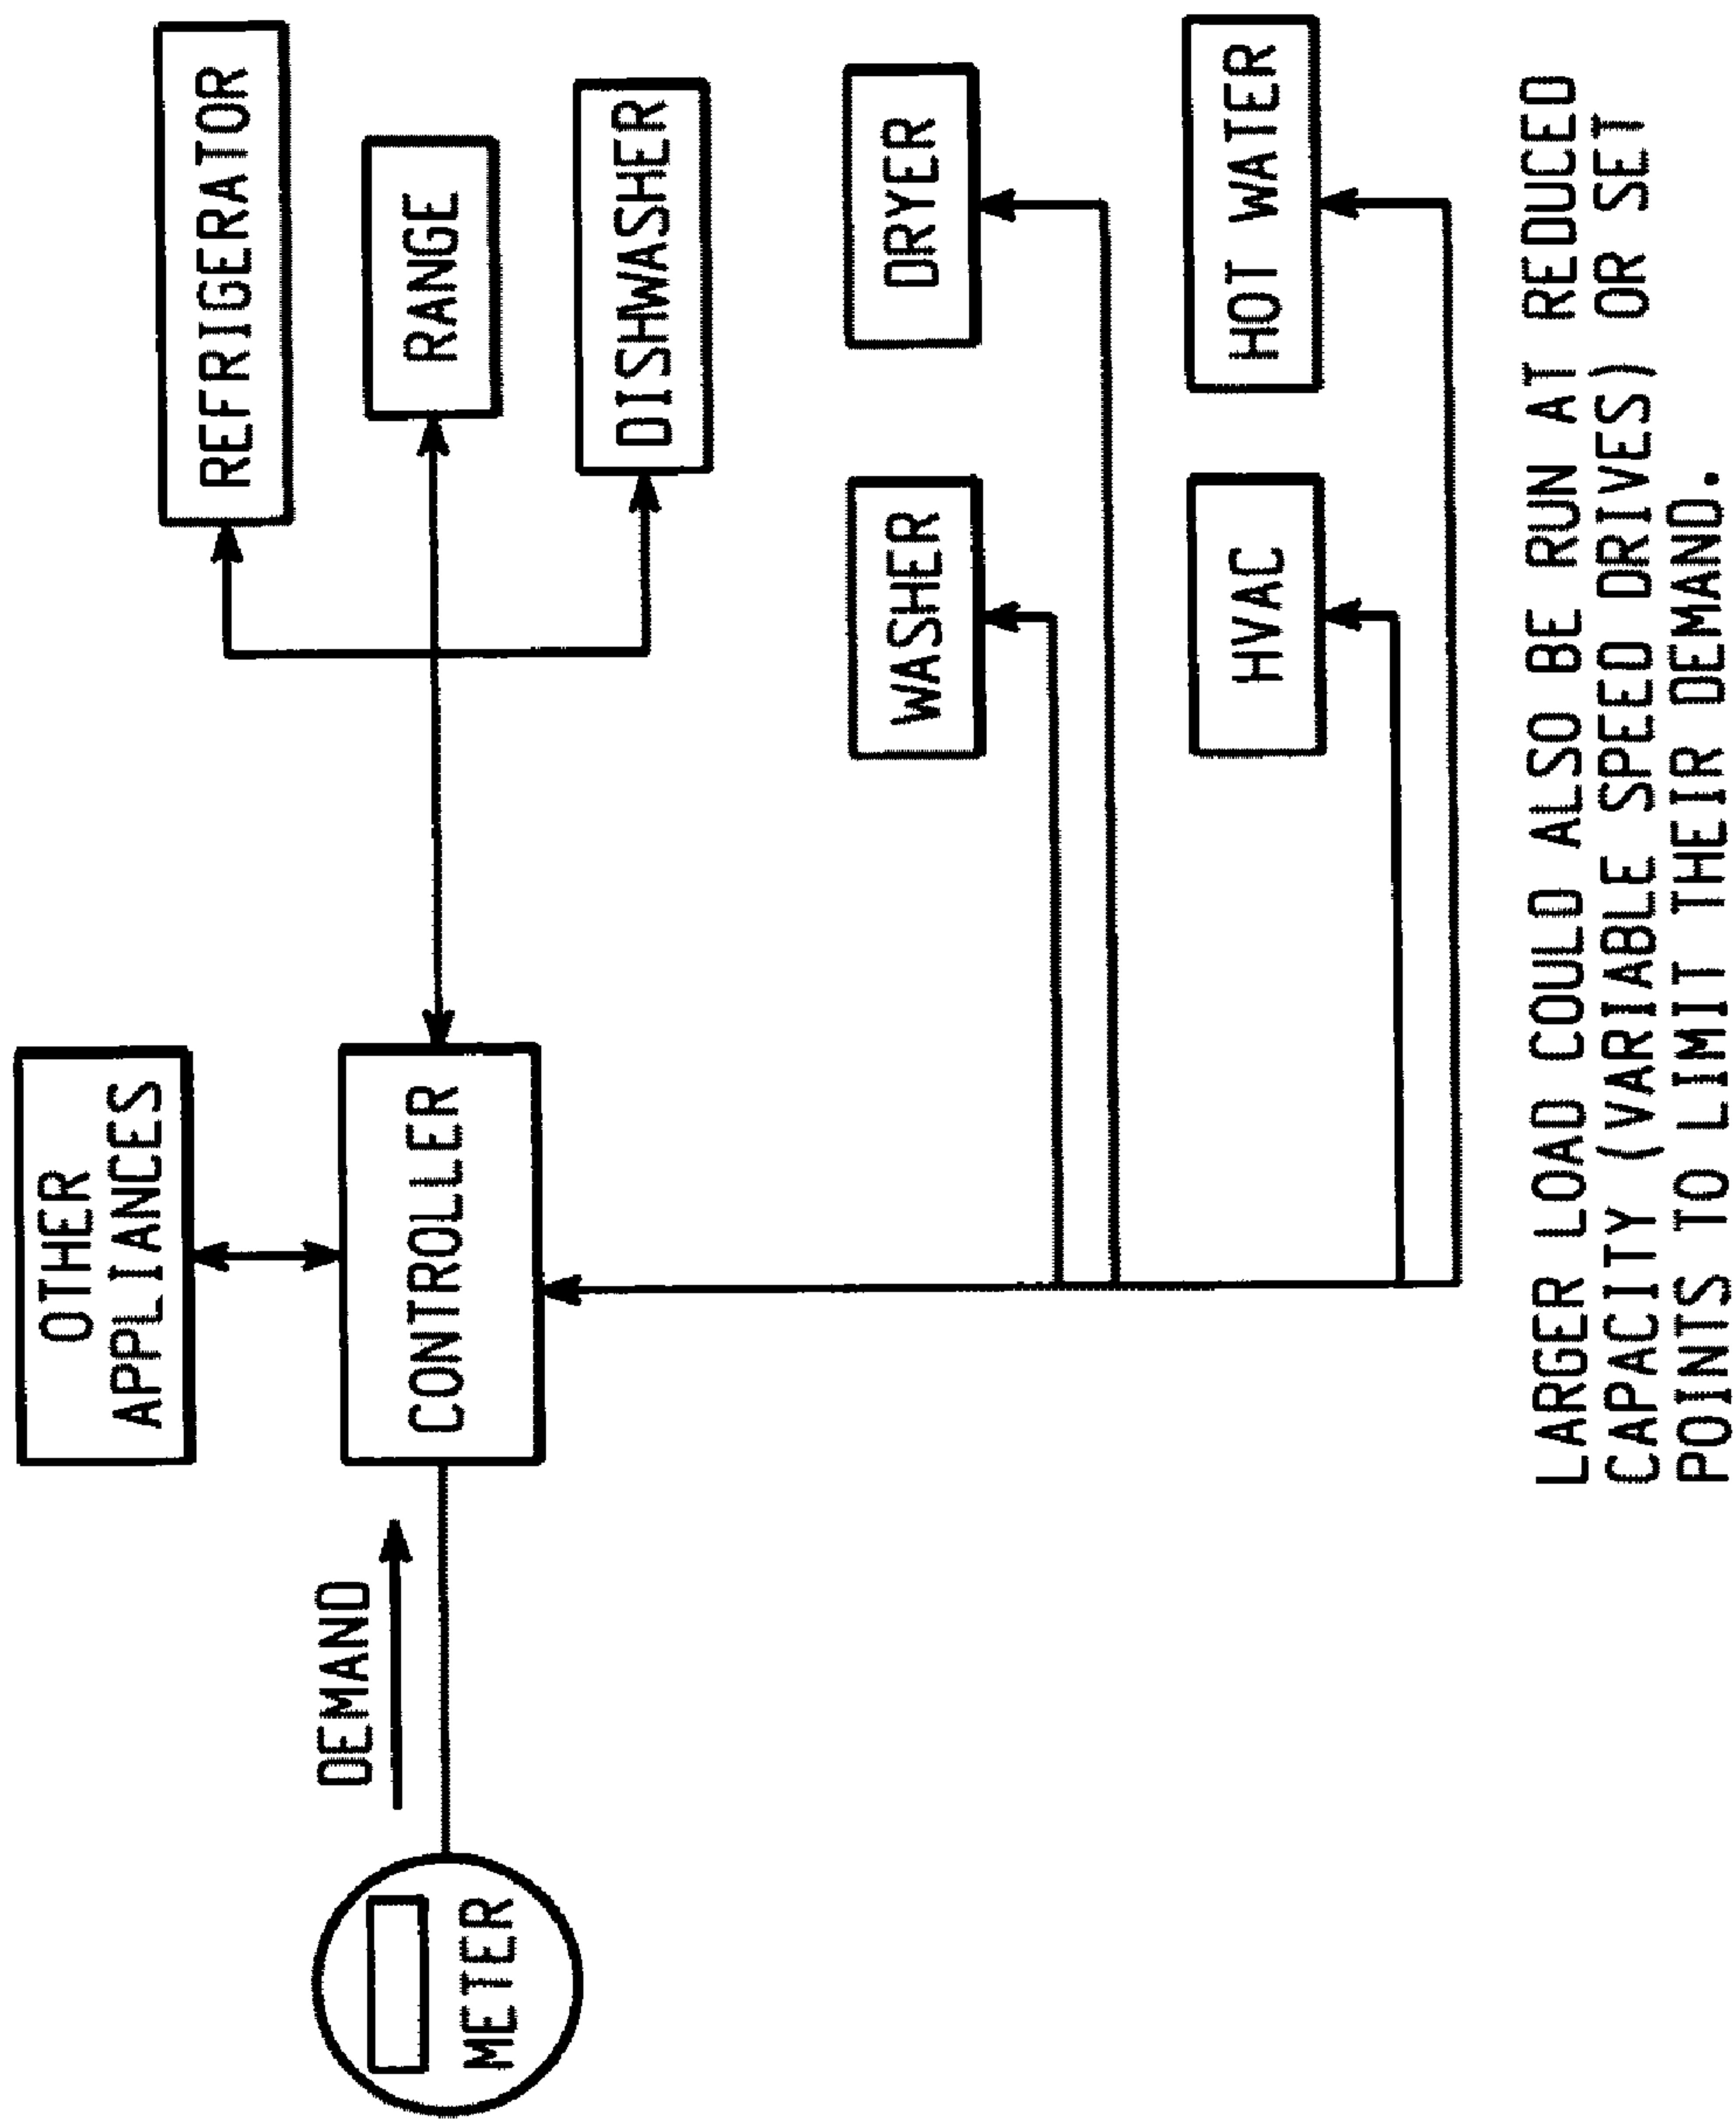 OTHER
APPLIANCES
REFRIGERATOR
DEMAND
CONTROLLER
RANGE
METER
DISHWASHER
WASHER
DRYER
HVAC
HOT WATER
LARGER LOAD COULD ALSO BE RUN AT REDUCED
CAPACITY (VARIABLE SPEED DRIVES) OR SET
POINTS TO LIMIT THEIR DEMAND.